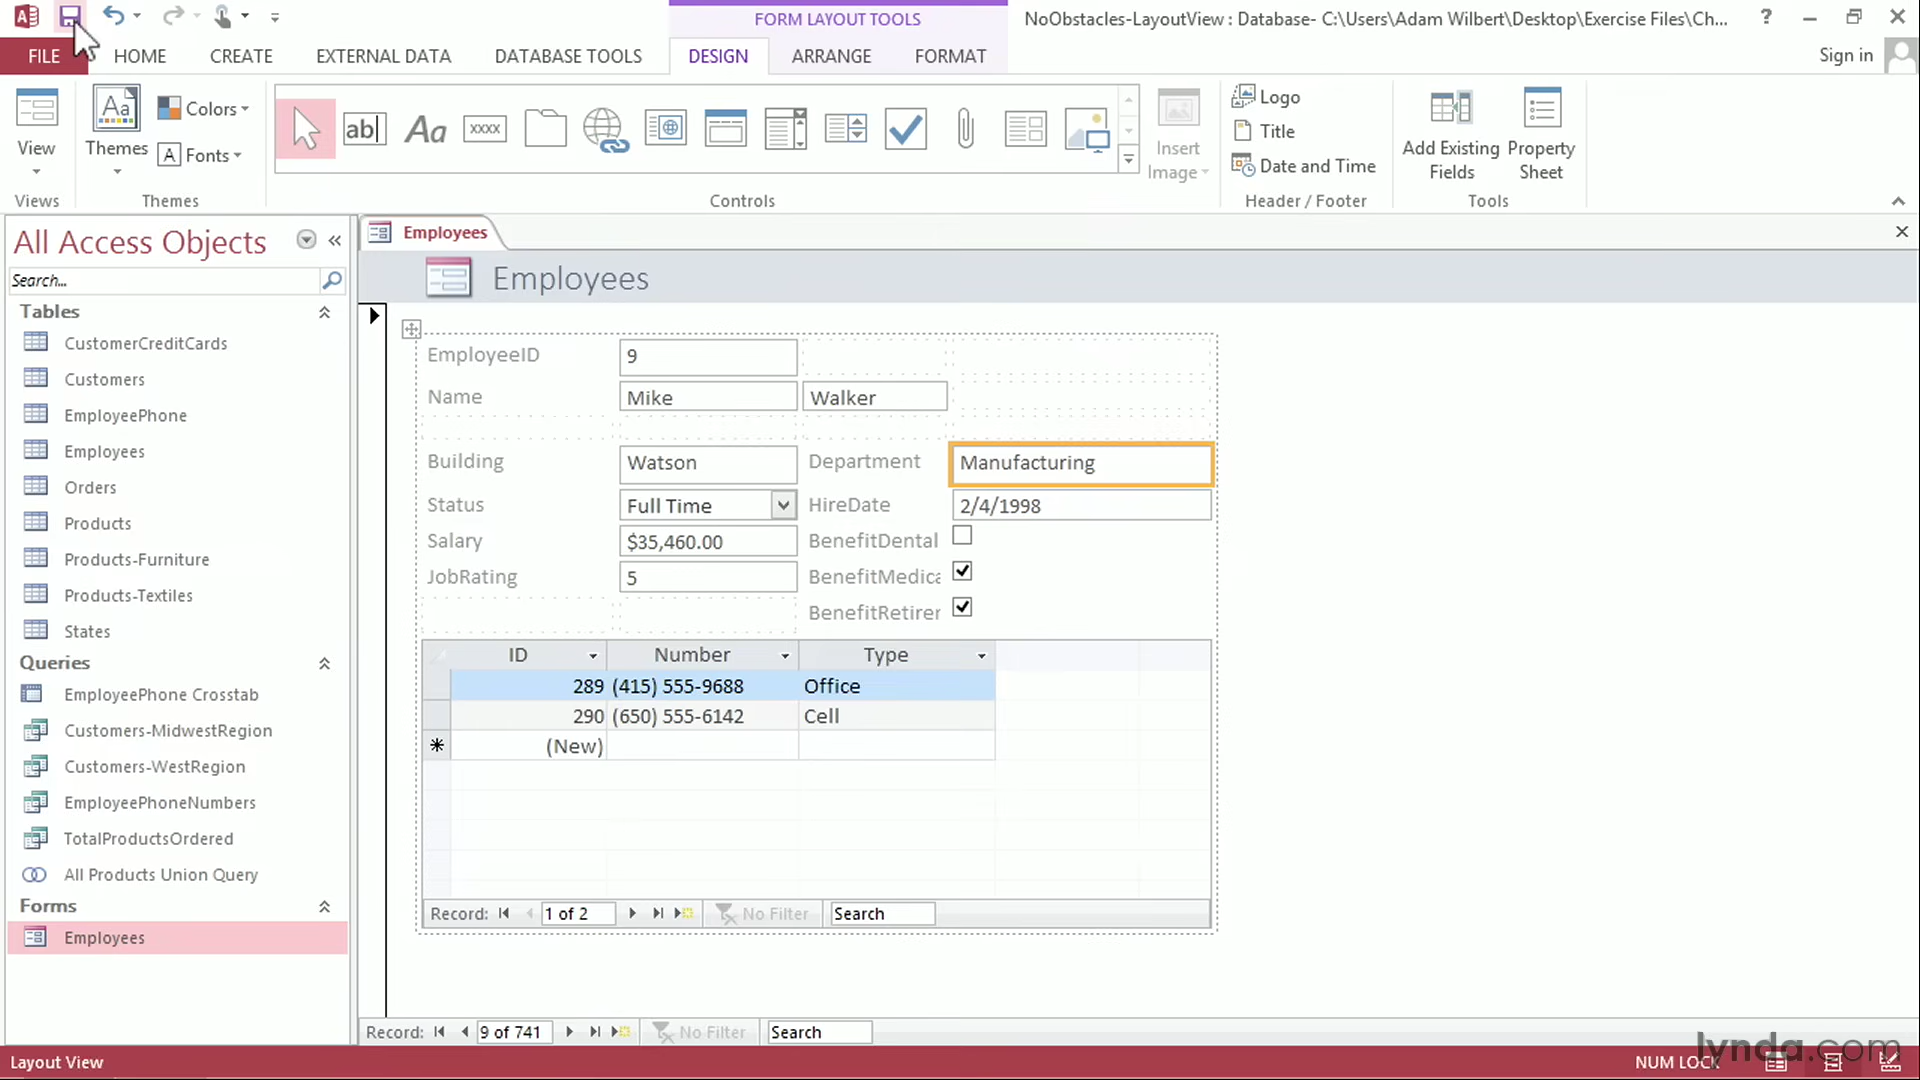 FORM LAYOUT TOOLS
NoObstacles-LayoutView : Database- C:\Users\Adam Wilbert\Desktop\Exercise Files\Ch...
?
FILE HOME CREATE EXTERNAL DATA DATABASE TOOLS DESIGN ARRANGE FORMAT Sign in
View
Views
Aa
Themes
Colors
A Fonts
Themes
ab| Aa xxxx
Controls
Insert Image
Logo
Title
Date and Time
Header / Footer
Add Existing Fields
Property Sheet
Tools
All Access Objects
Search...
Tables
CustomerCreditCards
Customers
EmployeePhone
Employees
Orders
Products
Products-Furniture
Products-Textiles
States
Queries
EmployeePhone Crosstab
Customers-MidwestRegion
Customers-WestRegion
EmployeePhoneNumbers
TotalProductsOrdered
All Products Union Query
Forms
Employees
Employees
Employees
EmployeeID 9
Name Mike Walker
Building Watson Department Manufacturing
Status Full Time HireDate 2/4/1998
Salary $35,460.00 BenefitDental
JobRating 5 BenefitMedica
BenefitRetirer
ID Number Type
289 (415) 555-9688 Office
290 (650) 555-6142 Cell
* (New)
Record: 1 of 2 No Filter Search
Record: 9 of 741 No Filter Search
Layout View NUM LOCK
lynda.com